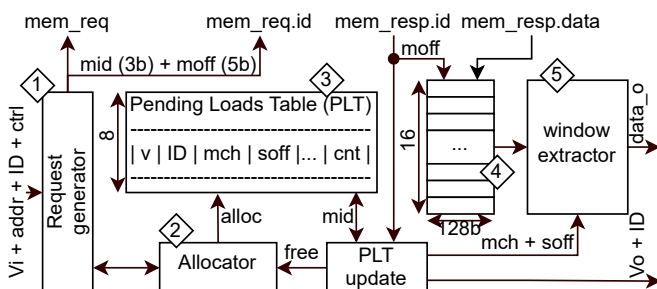 mem_req
mem_req.id
mem_resp.id
mem_resp.data
mid (3b) + moff (5b)
moff
1
3
5
Pending Loads Table (PLT)
8
| v | ID | mch | soff |... | cnt |
16
...
4
window
extractor
data_o
Vi + addr + ID + ctrl
Request
generator
alloc
mid
128b
mch + soff
2
Allocator
free
PLT
update
Vo + ID